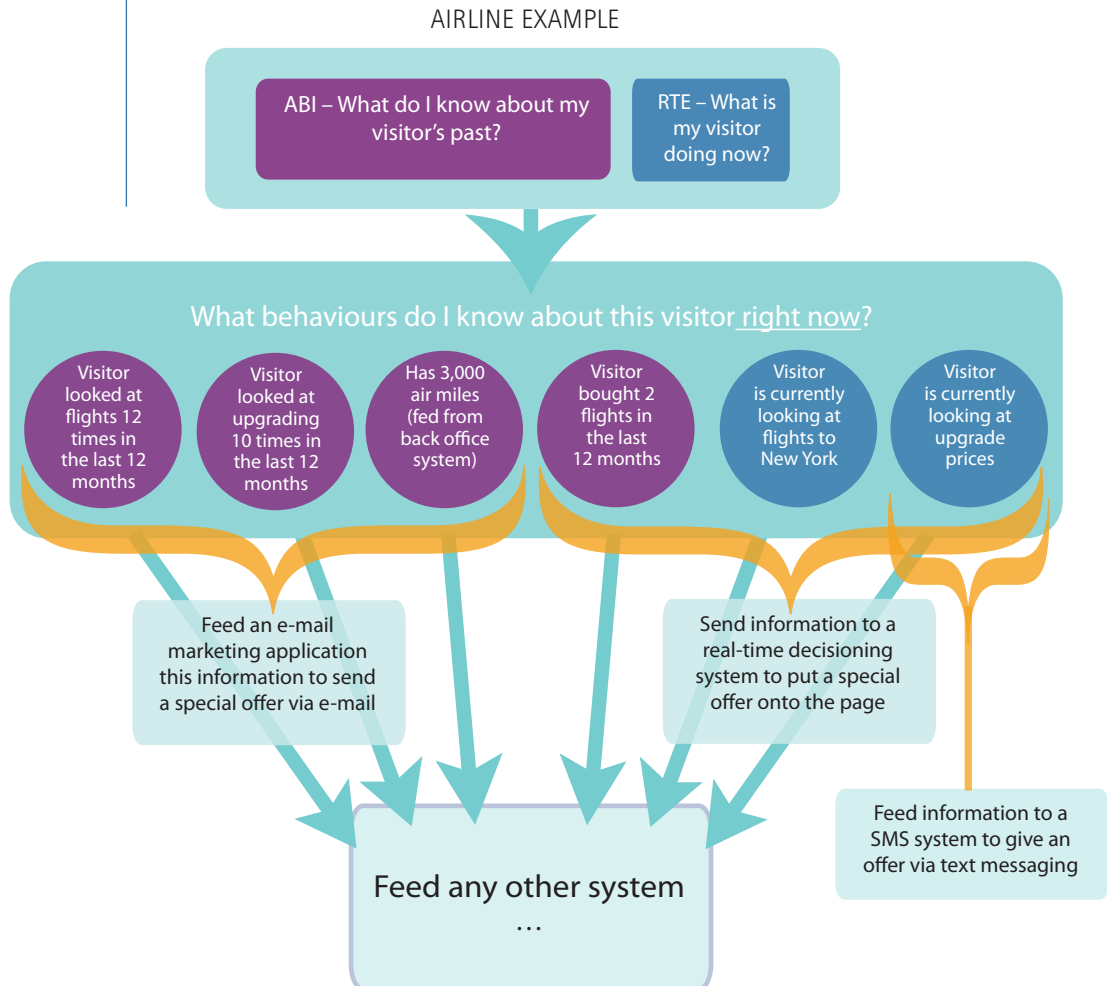 AIRLINE EXAMPLE
ABI – What do I know about my
visitor's past?
RTE – What is
my visitor
doing now?
What behaviours do I know about this visitor right now?
Visitor
looked at
flights 12
times in
the last 12
months
Visitor
looked at
upgrading
10 times in
the last 12
months
Has 3,000
air miles
(fed from
back office
system)
Visitor
bought 2
flights in
the last
12 months
Visitor
is currently
looking at
flights to
New York
Visitor
is currently
looking at
upgrade
prices
Feed an e-mail
marketing application
this information to send
a special offer via e-mail
Send information to a
real-time decisioning
system to put a special
offer onto the page
Feed information to a
SMS system to give an
offer via text messaging
Feed any other system
…